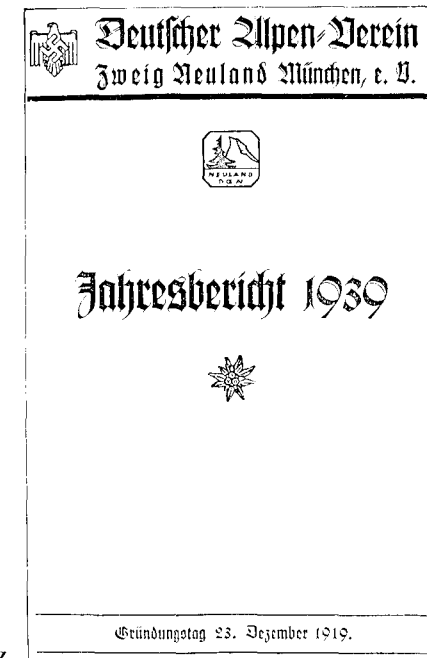 Deutscher Alpen-Verein
Zweig Neuland München, e. V.
NEULAND
Jahresbericht 1939
Gründungstag 23. Dezember 1919.